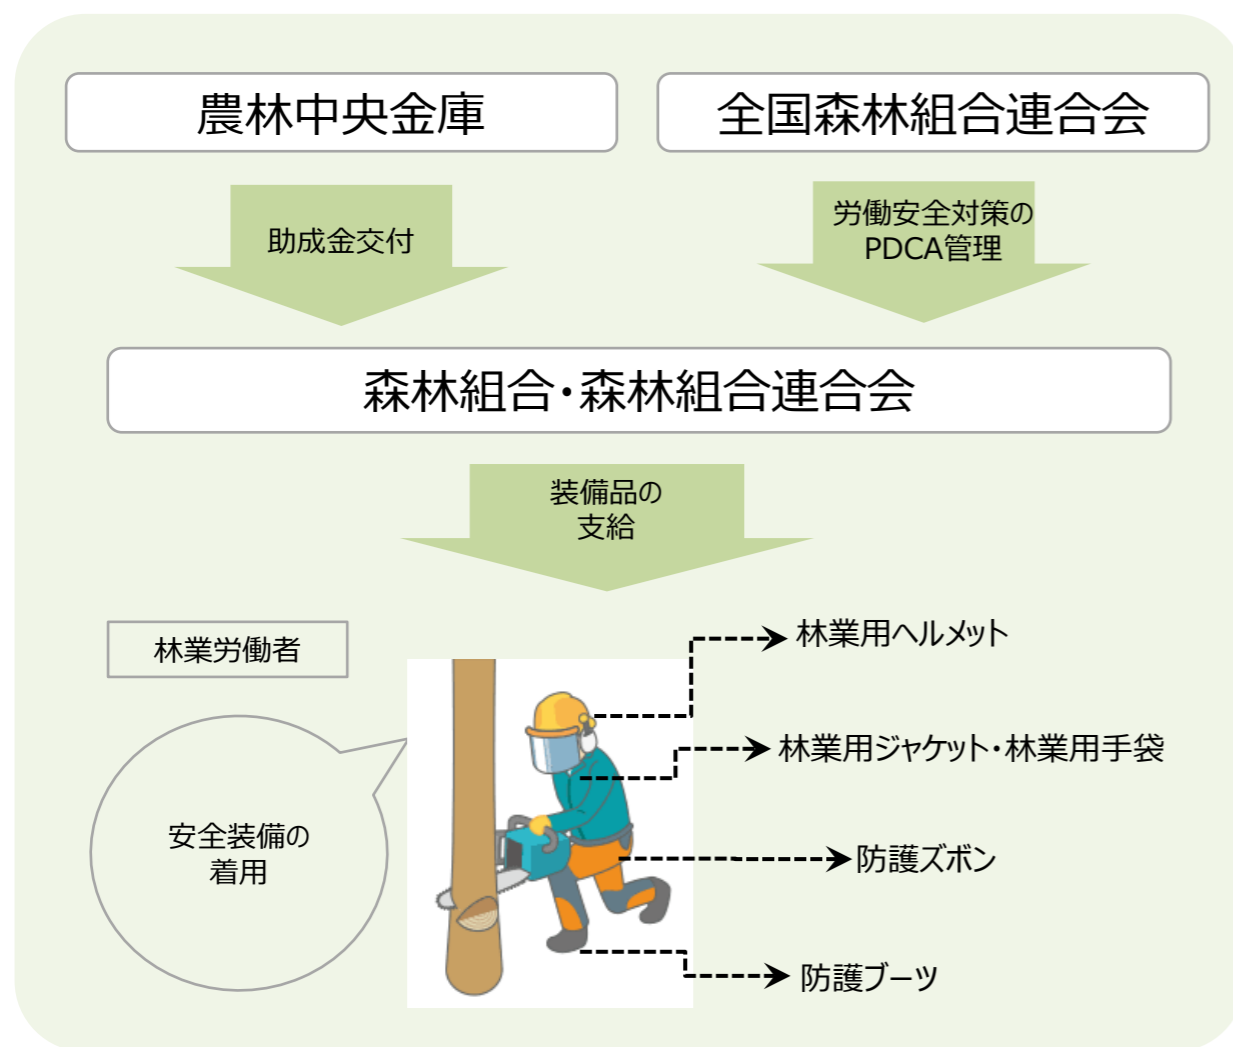 農林中央金庫
全国森林組合連合会
助成金交付
労働安全対策の
PDCA管理
森林組合・森林組合連合会
装備品の
支給
林業労働者
林業用ヘルメット
林業用ジャケット・林業用手袋
安全装備の
着用
防護ズボン
防護ブーツ